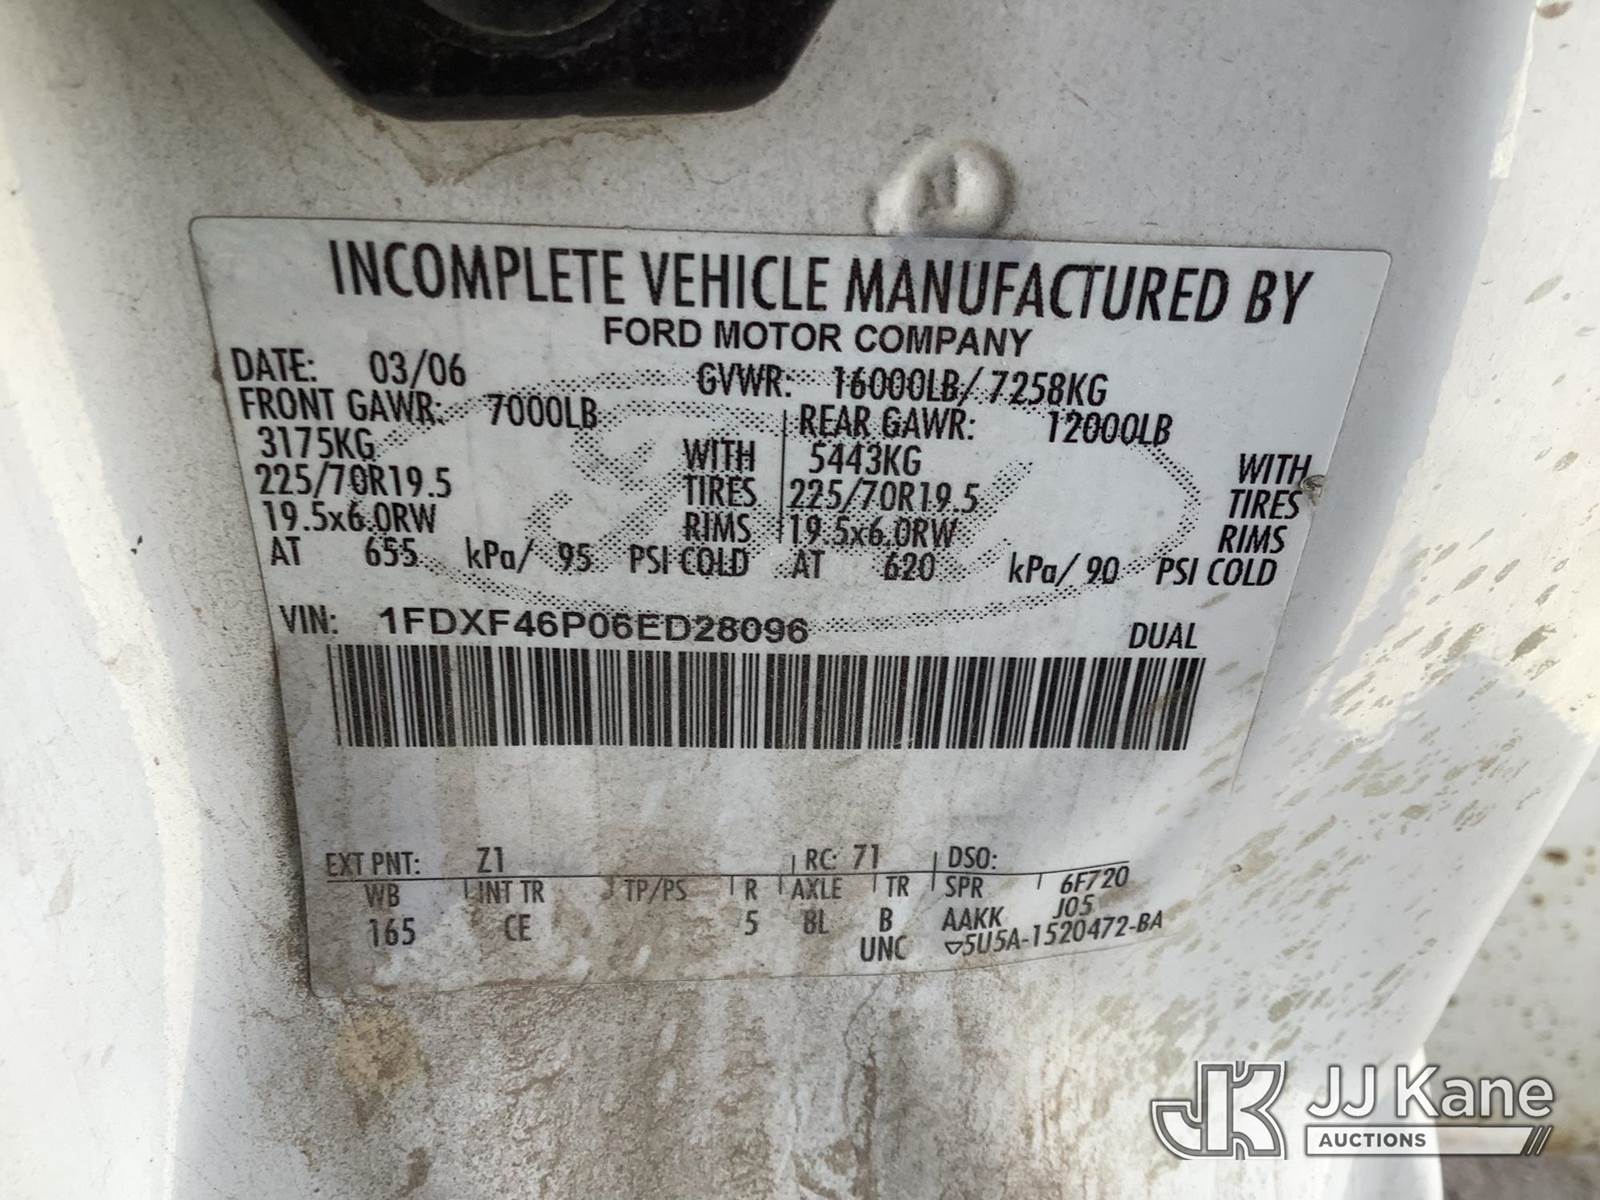 INCOMPLETE VEHICLE MANUFACTURED BY
FORD MOTOR COMPANY
DATE: 03/06 GVWR: 16000LB/ 7258KG
FRONT GAWR: 7000LB REAR GAWR: 12000LB
3175KG WITH 5443KG WITH
225/70R19.5 TIRES 225/70R19.5 TIRES
19.5x6.0RW RIMS 19.5x6.0RW RIMS
AT 655 kPa/ 95 PSI COLD AT 620 kPa/ 90 PSI COLD
VIN: 1FDXF46P06ED28096 DUAL
EXT PNT: Z1 RC: 71 DSO:
WB INT TR TP/PS R AXLE TR SPR 6F720
165 CE 5 8L B AAKK J05
UNC 5U5A-1520472-BA
JK JJ Kane
AUCTIONS